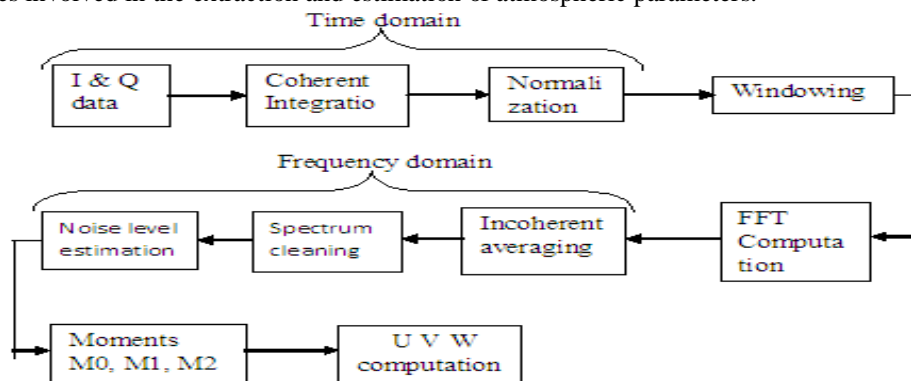 es involved in the extraction and estimation of atmospheric parameters.
Time domain
I & Q
data
Coherent
Integratio
Normali
zation
Windowing
Frequency domain
Noise level
estimation
Spectrum
cleaning
Incoherent
averaging
FFT
Computa
tion
Moments
M0, M1, M2
U V W
computation